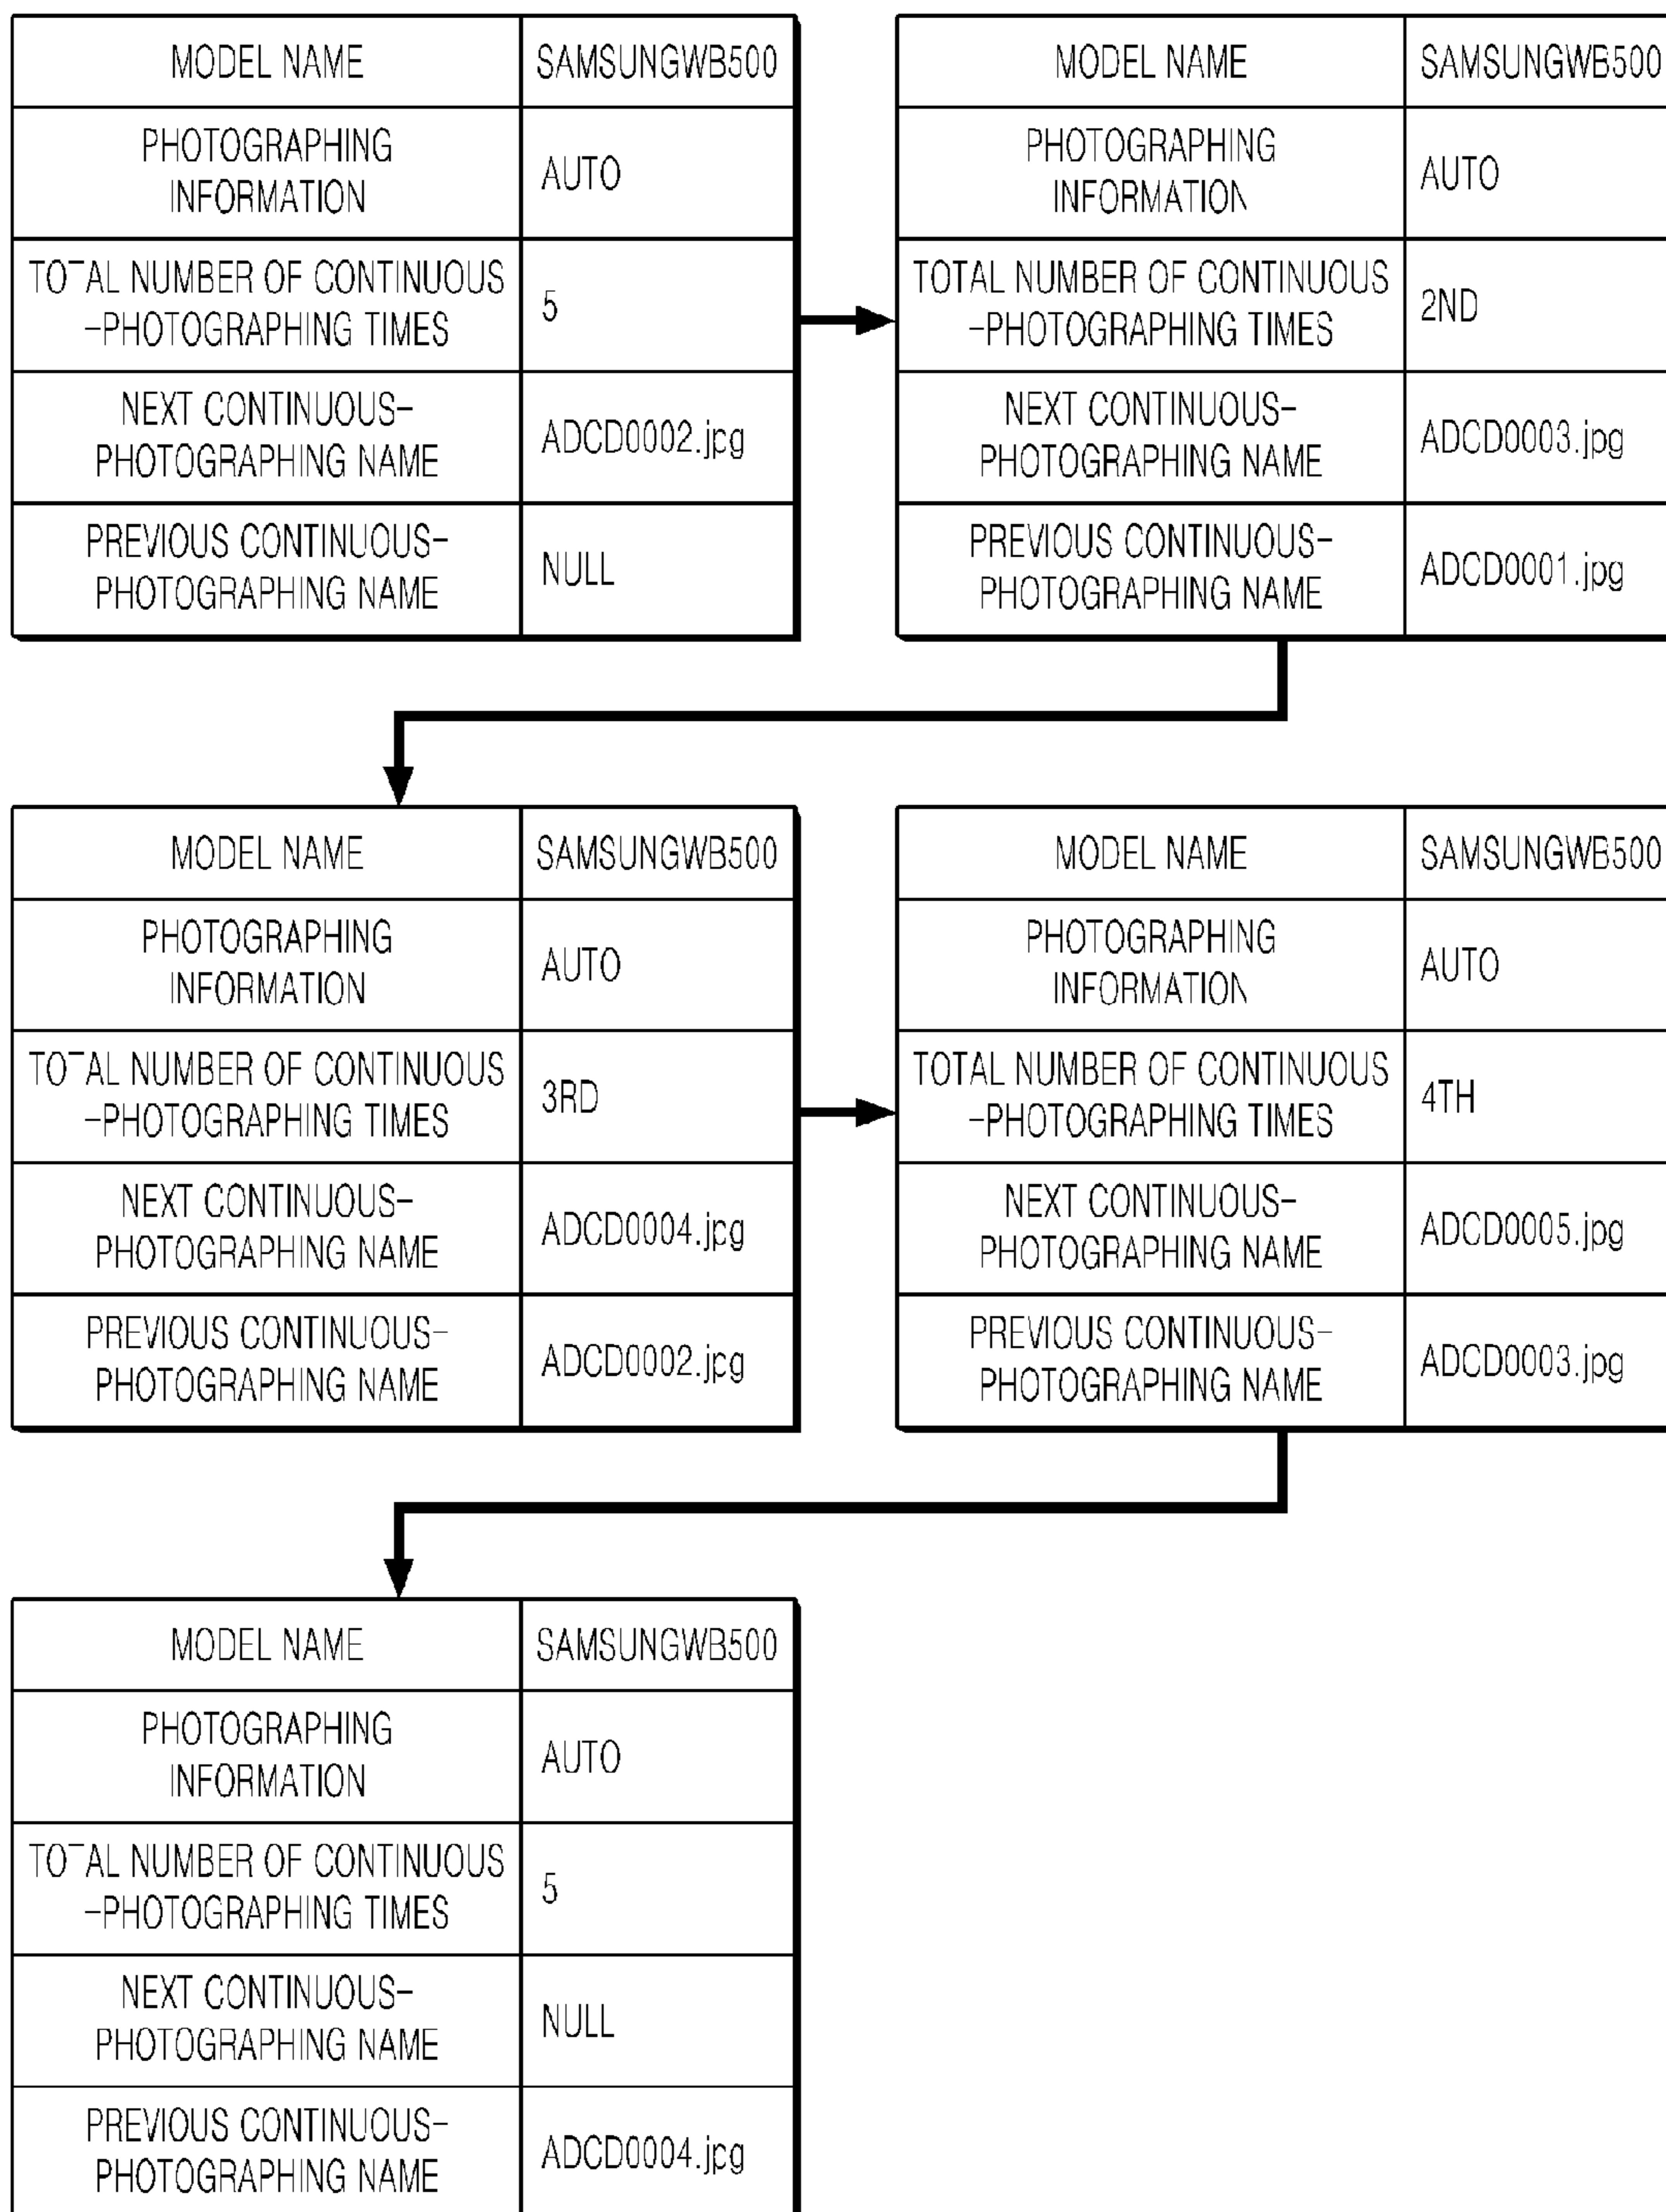 MODEL NAME SAMSUNGWB500
PHOTOGRAPHING
INFORMATION
AUTO
TOTAL NUMBER OF CONTINUOUS
-PHOTOGRAPHING TIMES
5
NEXT CONTINUOUS-
PHOTOGRAPHING NAME
ADCD0002.jpg
PREVIOUS CONTINUOUS-
PHOTOGRAPHING NAME
NULL
MODEL NAME SAMSUNGWB500
PHOTOGRAPHING
INFORMATION
AUTO
TOTAL NUMBER OF CONTINUOUS
-PHOTOGRAPHING TIMES
2ND
NEXT CONTINUOUS-
PHOTOGRAPHING NAME
ADCD0003.jpg
PREVIOUS CONTINUOUS-
PHOTOGRAPHING NAME
ADCD0001.jpg
MODEL NAME SAMSUNGWB500
PHOTOGRAPHING
INFORMATION
AUTO
TOTAL NUMBER OF CONTINUOUS
-PHOTOGRAPHING TIMES
3RD
NEXT CONTINUOUS-
PHOTOGRAPHING NAME
ADCD0004.jpg
PREVIOUS CONTINUOUS-
PHOTOGRAPHING NAME
ADCD0002.jpg
MODEL NAME SAMSUNGWB500
PHOTOGRAPHING
INFORMATION
AUTO
TOTAL NUMBER OF CONTINUOUS
-PHOTOGRAPHING TIMES
4TH
NEXT CONTINUOUS-
PHOTOGRAPHING NAME
ADCD0005.jpg
PREVIOUS CONTINUOUS-
PHOTOGRAPHING NAME
ADCD0003.jpg
MODEL NAME SAMSUNGWB500
PHOTOGRAPHING
INFORMATION
AUTO
TOTAL NUMBER OF CONTINUOUS
-PHOTOGRAPHING TIMES
5
NEXT CONTINUOUS-
PHOTOGRAPHING NAME
NULL
PREVIOUS CONTINUOUS-
PHOTOGRAPHING NAME
ADCD0004.jpg